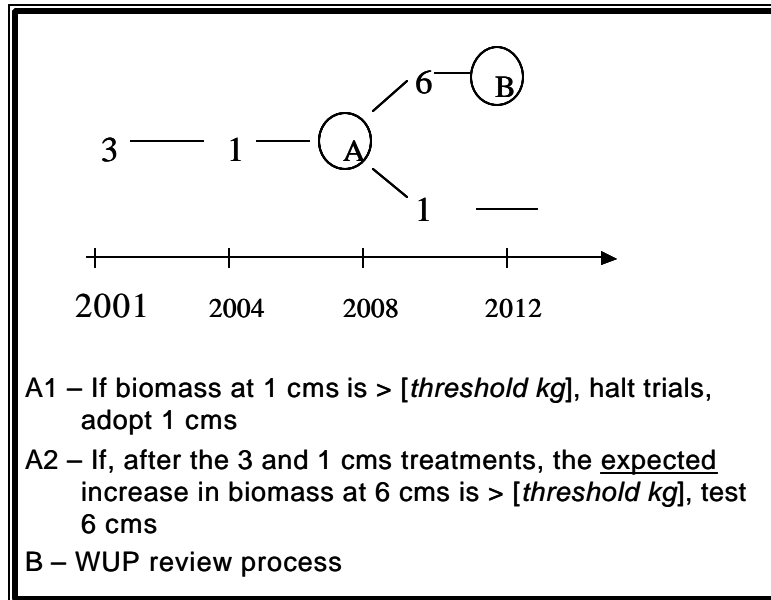 6 B
3 1 A
1
2001 2004 2008 2012
A1 – If biomass at 1 cms is > [threshold kg], halt trials,
adopt 1 cms
A2 – If, after the 3 and 1 cms treatments, the expected
increase in biomass at 6 cms is > [threshold kg], test
6 cms
B – WUP review process